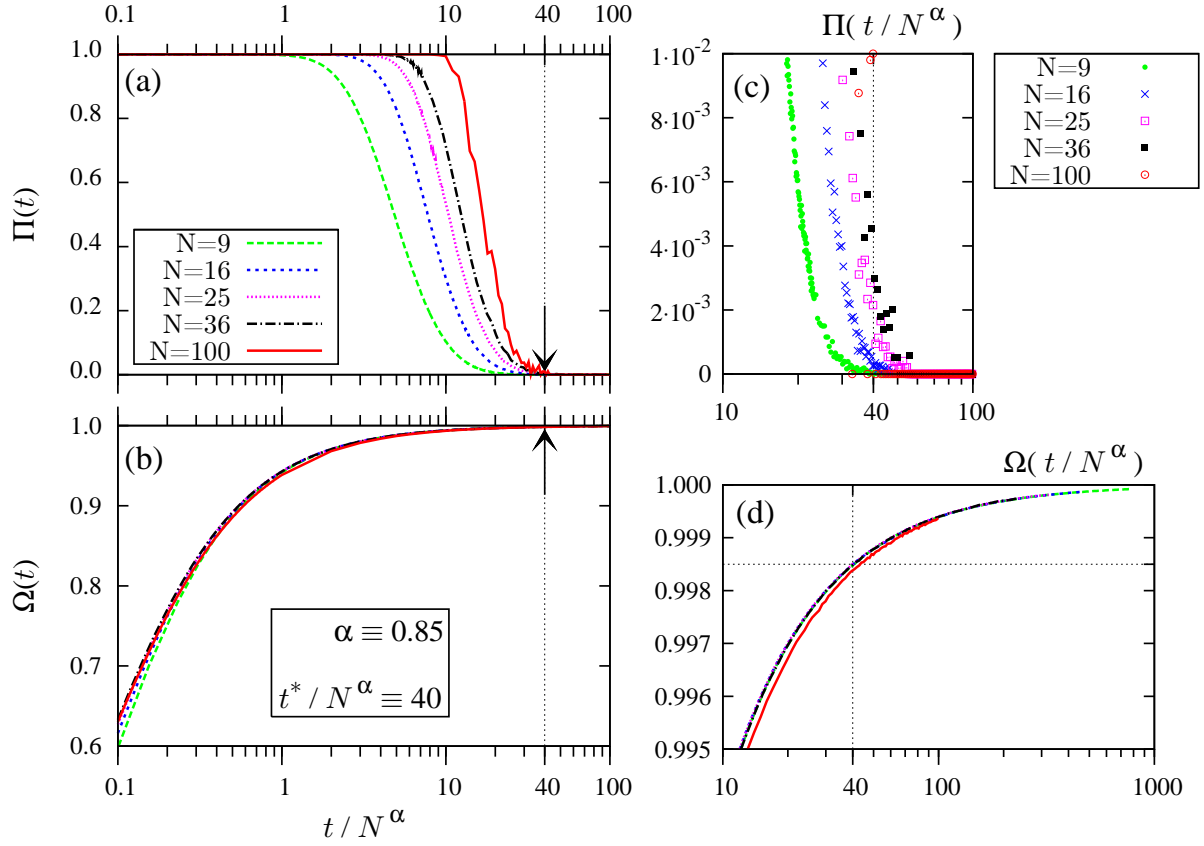 0.1 1 10 40 100
1.0
0.8
0.6
0.4
0.2
0.0
Π(t)
(a)
N=9
N=16
N=25
N=36
N=100
Π( t / N^α )
1·10⁻²
8·10⁻³
6·10⁻³
4·10⁻³
2·10⁻³
0
10 40 100
(c)
N=9
N=16
N=25
N=36
N=100
1.0
0.9
0.8
0.7
0.6
Ω(t)
(b)
α ≡ 0.85
t* / N^α ≡ 40
0.1 1 10 40 100
t / N^α
Ω( t / N^α )
1.000
0.999
0.998
0.997
0.996
0.995
(d)
10 40 100 1000